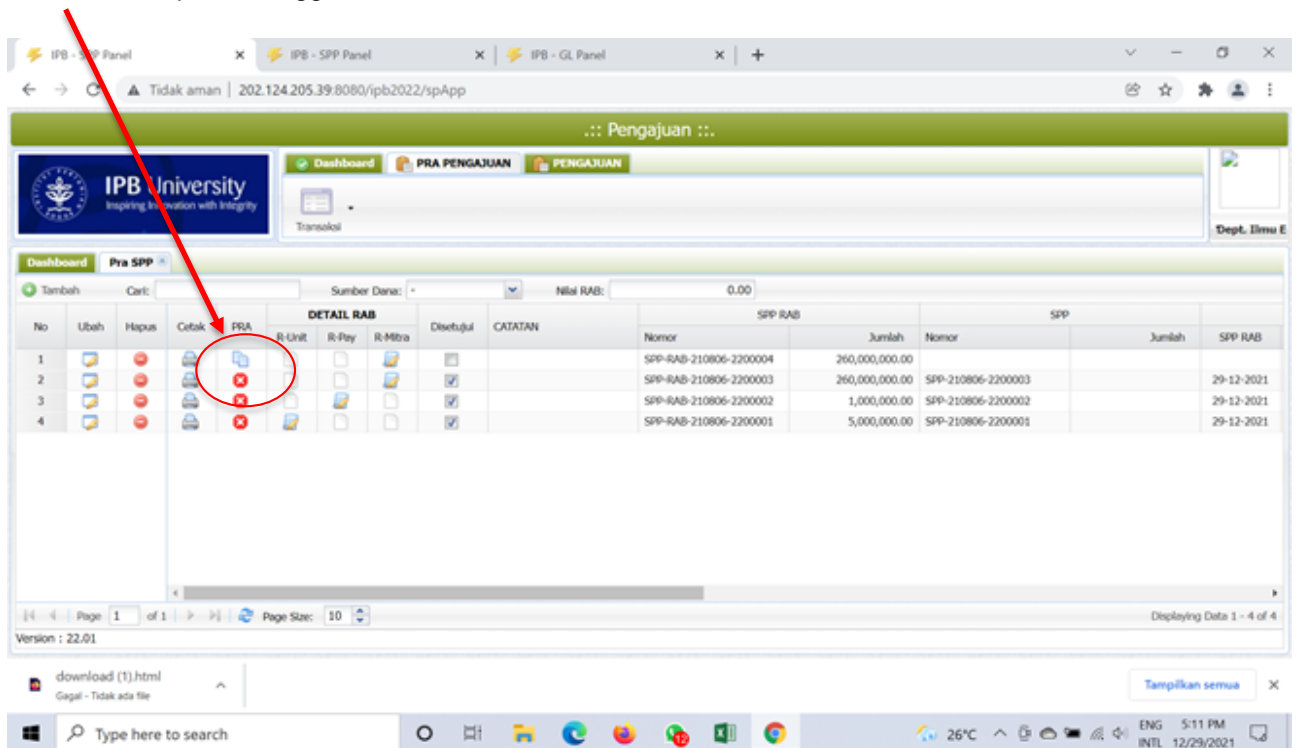 IPB - SPP Panel IPB - SPP Panel IPB - GL Panel
Tidak aman 202.124.205.39:8080/ipb2022/spApp
.:: Pengajuan ::.
Dashboard PRA PENGAJUAN PENGAJUAN
IPB University
Inspiring Innovation with Integrity
Transaksi
Dept. Ilmu E
Dashboard Pra SPP
Tambah Cari: Sumber Dana: - Nilai RAB: 0.00
No Ubah Hapus Cetak PRA DETAIL RAB Disetujui CATATAN SPP RAB SPP
R-Unit R-Pay R-Mitra Nomor Jumlah Nomor Jumlah SPP RAB
1 SPP-RAB-210806-2200004 260,000,000.00
2 SPP-RAB-210806-2200003 260,000,000.00 SPP-210806-2200003 29-12-2021
3 SPP-RAB-210806-2200002 1,000,000.00 SPP-210806-2200002 29-12-2021
4 SPP-RAB-210806-2200001 5,000,000.00 SPP-210806-2200001 29-12-2021
Page 1 of 1 Page Size: 10 Displaying Data 1 - 4 of 4
Version : 22.01
download (1).html
Gagal - Tidak ada file
Tampilkan semua
Type here to search 12 26°C ENG 5:11 PM
INTL 12/29/2021